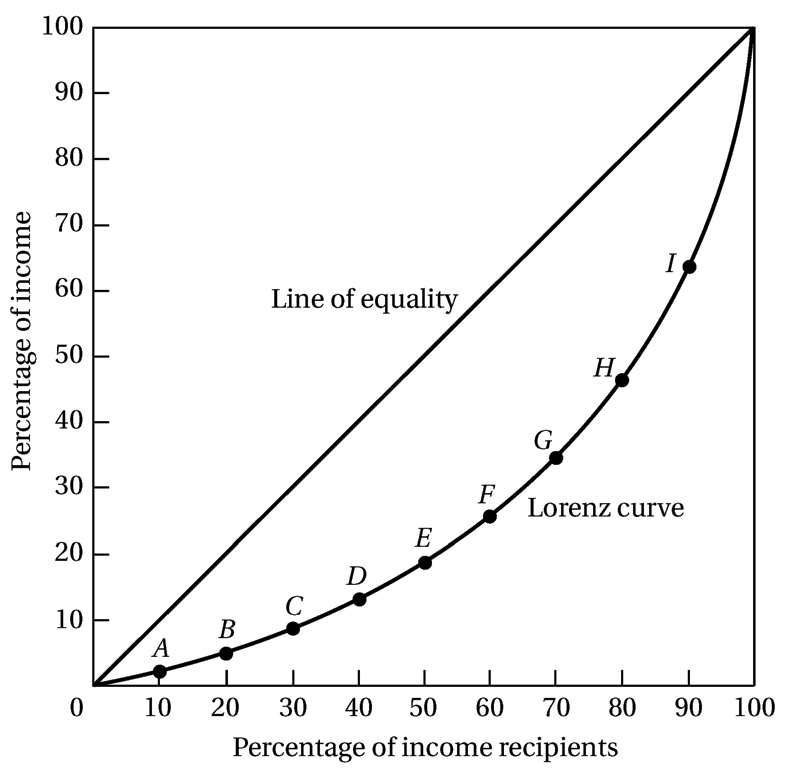 100
90
80
70
60
50
40
30
20
10
Percentage of income
Line of equality
Lorenz curve
A
B
C
D
E
F
G
H
I
0 10 20 30 40 50 60 70 80 90 100
Percentage of income recipients